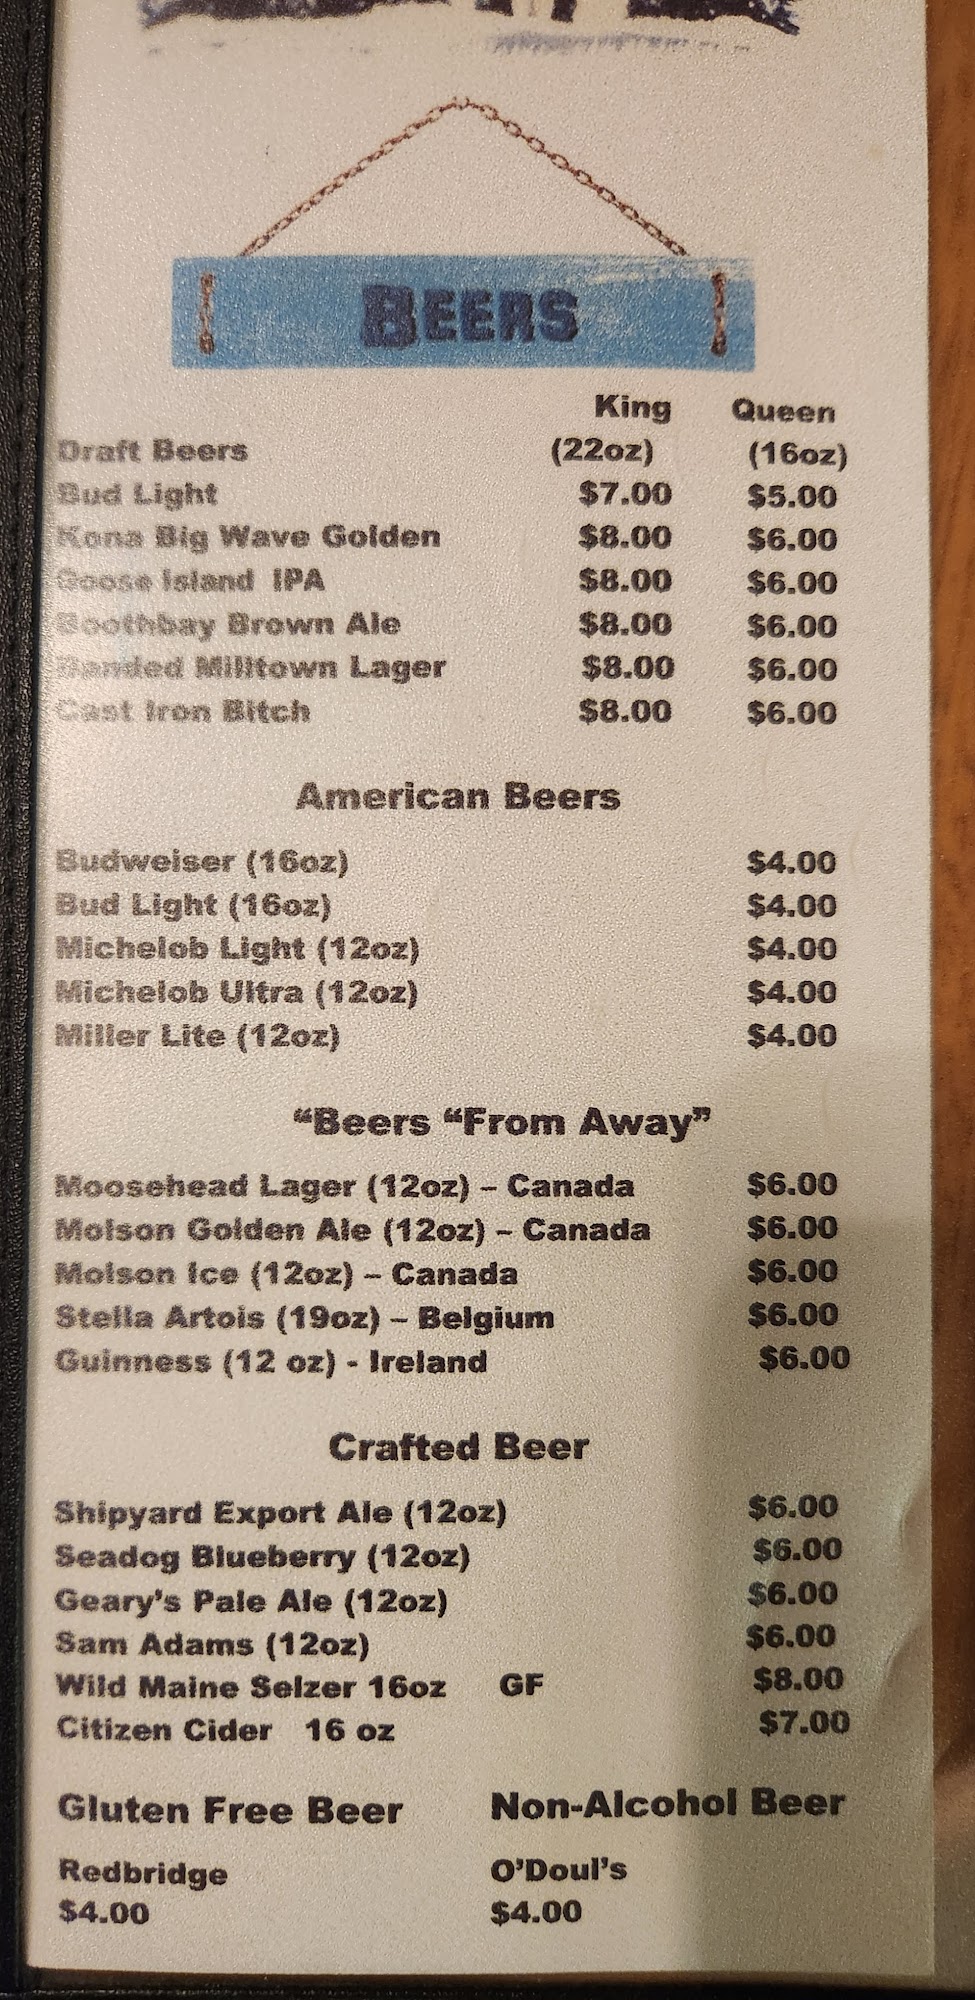 BEERS
King Queen
Draft Beers (22oz) (16oz)
Bud Light $7.00 $5.00
Kona Big Wave Golden $8.00 $6.00
Goose Island IPA $8.00 $6.00
Boothbay Brown Ale $8.00 $6.00
Banded Milltown Lager $8.00 $6.00
Cast Iron Bitch $8.00 $6.00
American Beers
Budweiser (16oz) $4.00
Bud Light (16oz) $4.00
Michelob Light (12oz) $4.00
Michelob Ultra (12oz) $4.00
Miller Lite (12oz) $4.00
“Beers “From Away”
Moosehead Lager (12oz) – Canada $6.00
Molson Golden Ale (12oz) – Canada $6.00
Molson Ice (12oz) – Canada $6.00
Stella Artois (19oz) – Belgium $6.00
Guinness (12 oz) - Ireland $6.00
Crafted Beer
Shipyard Export Ale (12oz) $6.00
Seadog Blueberry (12oz) $6.00
Geary’s Pale Ale (12oz) $6.00
Sam Adams (12oz) $6.00
Wild Maine Selzer 16oz GF $8.00
Citizen Cider 16 oz $7.00
Gluten Free Beer Non-Alcohol Beer
Redbridge O’Doul’s
$4.00 $4.00